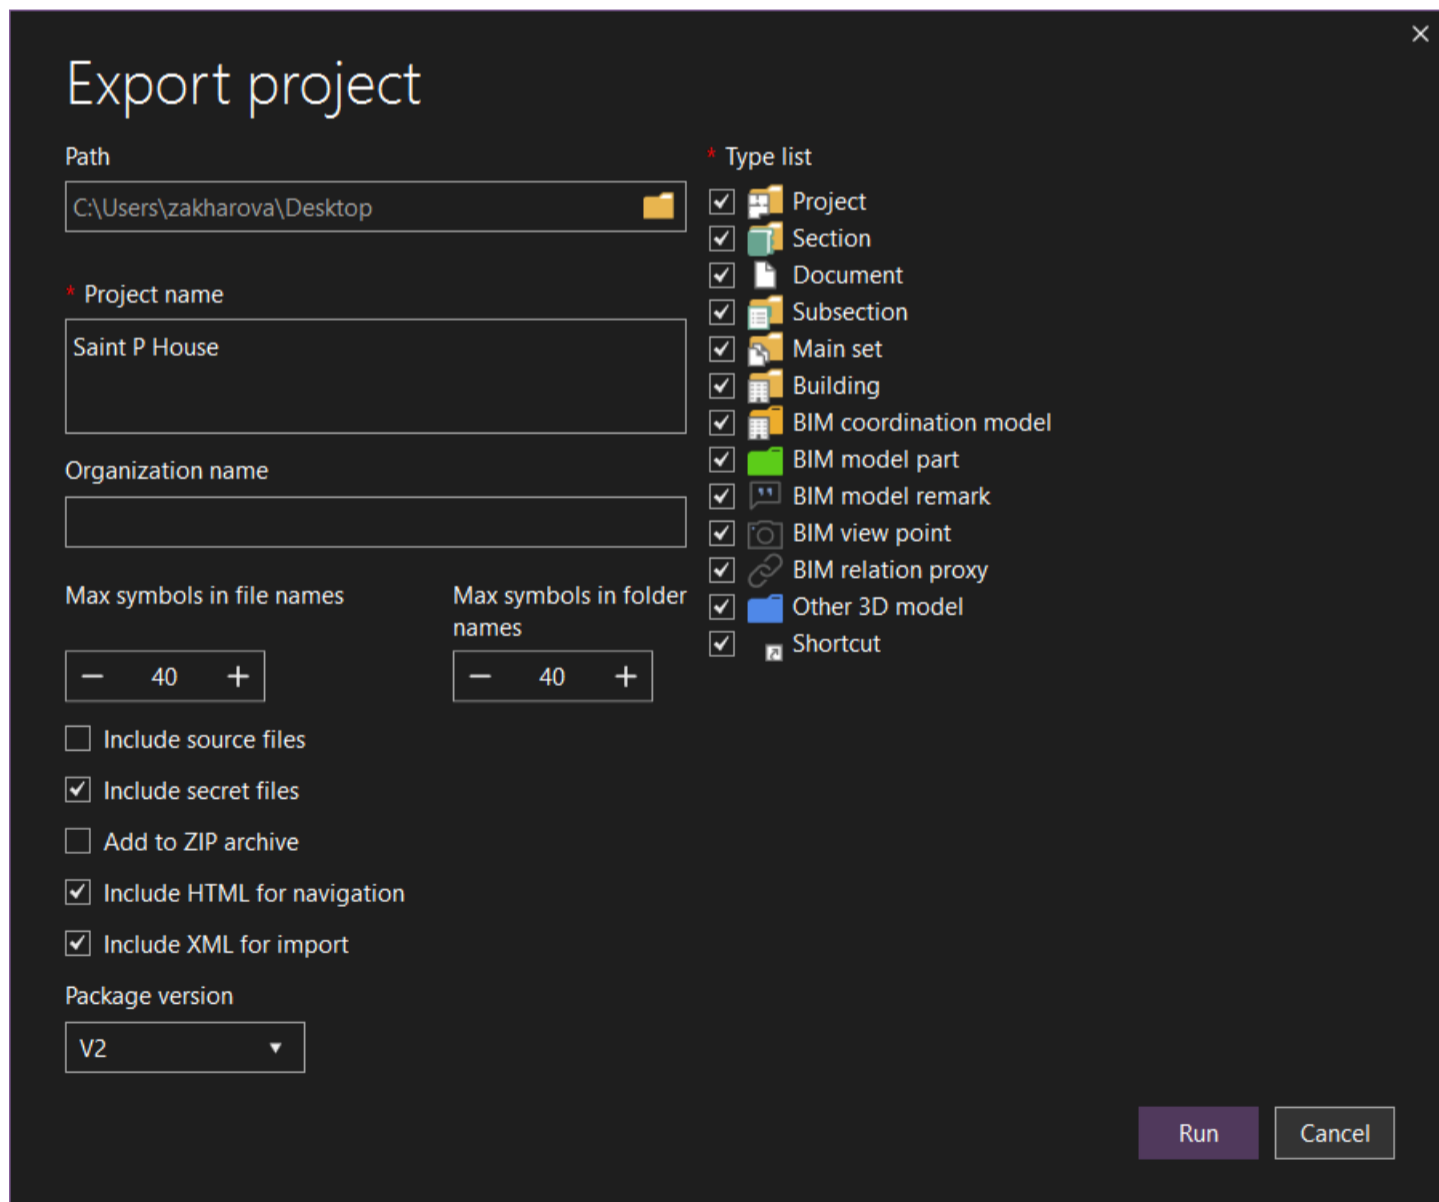 Export project
Path
C:\Users\zakharova\Desktop
* Project name
Saint P House
Organization name
Max symbols in file names
40
Max symbols in folder
names
40
Include source files
Include secret files
Add to ZIP archive
Include HTML for navigation
Include XML for import
Package version
V2
* Type list
Project
Section
Document
Subsection
Main set
Building
BIM coordination model
BIM model part
BIM model remark
BIM view point
BIM relation proxy
Other 3D model
Shortcut
Run
Cancel